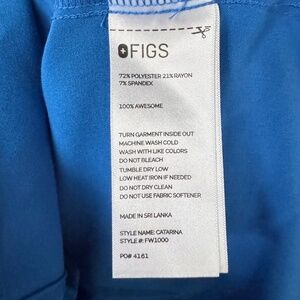 FIGS
72% POLYESTER 21% RAYON
7% SPANDEX
100% AWESOME
TURN GARMENT INSIDE OUT
MACHINE WASH COLD
WASH WITH LIKE COLORS
DO NOT BLEACH
TUMBLE DRY LOW
LOW HEAT IRON IF NEEDED
DO NOT DRY CLEAN
DO NOT USE FABRIC SOFTENER
MADE IN SRI LANKA
STYLE NAME: CATARINA
STYLE #: FW1000
PO# 4161